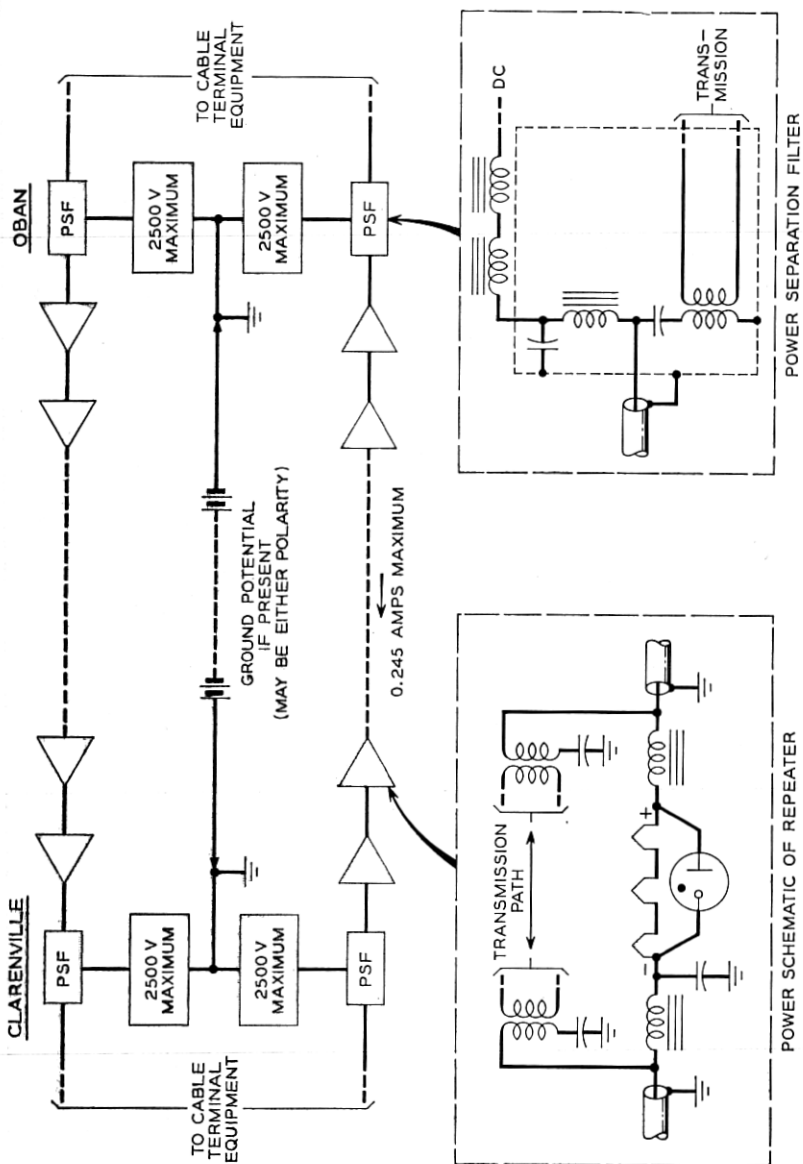 CLARENVILLE
OBAN
PSF
PSF
TO CABLE
TERMINAL
EQUIPMENT
TO CABLE
TERMINAL
EQUIPMENT
2500 V
MAXIMUM
2500 V
MAXIMUM
2500 V
MAXIMUM
2500 V
MAXIMUM
GROUND POTENTIAL
IF PRESENT
(MAY BE EITHER POLARITY)
PSF
PSF
0.245 AMPS MAXIMUM
TRANSMISSION
PATH
+
-
POWER SCHEMATIC OF REPEATER
DC
TRANS-
MISSION
POWER SEPARATION FILTER